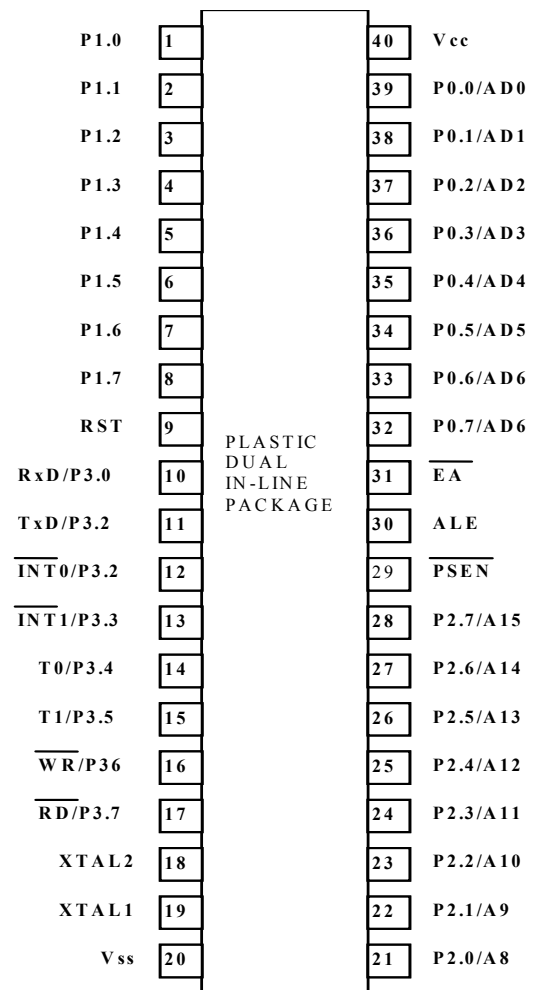 P1.0 1 40 Vcc
P1.1 2 39 P0.0/AD0
P1.2 3 38 P0.1/AD1
P1.3 4 37 P0.2/AD2
P1.4 5 36 P0.3/AD3
P1.5 6 35 P0.4/AD4
P1.6 7 34 P0.5/AD5
P1.7 8 33 P0.6/AD6
RST 9 32 P0.7/AD6
PLASTIC
DUAL
IN-LINE
PACKAGE
RxD/P3.0 10 31 EA
TxD/P3.2 11 30 ALE
INT0/P3.2 12 29 PSEN
INT1/P3.3 13 28 P2.7/A15
T0/P3.4 14 27 P2.6/A14
T1/P3.5 15 26 P2.5/A13
WR/P36 16 25 P2.4/A12
RD/P3.7 17 24 P2.3/A11
XTAL2 18 23 P2.2/A10
XTAL1 19 22 P2.1/A9
Vss 20 21 P2.0/A8